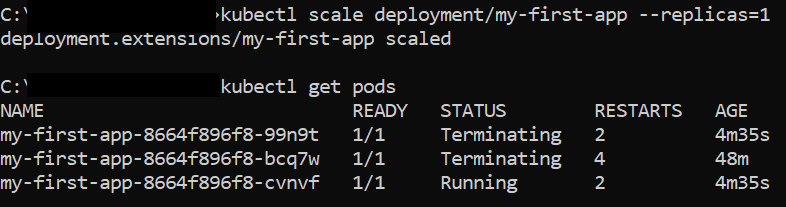 C:\>kubectl scale deployment/my-first-app --replicas=1
deployment.extensions/my-first-app scaled
C:\>kubectl get pods
NAME READY STATUS RESTARTS AGE
my-first-app-8664f896f8-99n9t 1/1 Terminating 2 4m35s
my-first-app-8664f896f8-bcq7w 1/1 Terminating 4 48m
my-first-app-8664f896f8-cvnvf 1/1 Running 2 4m35s